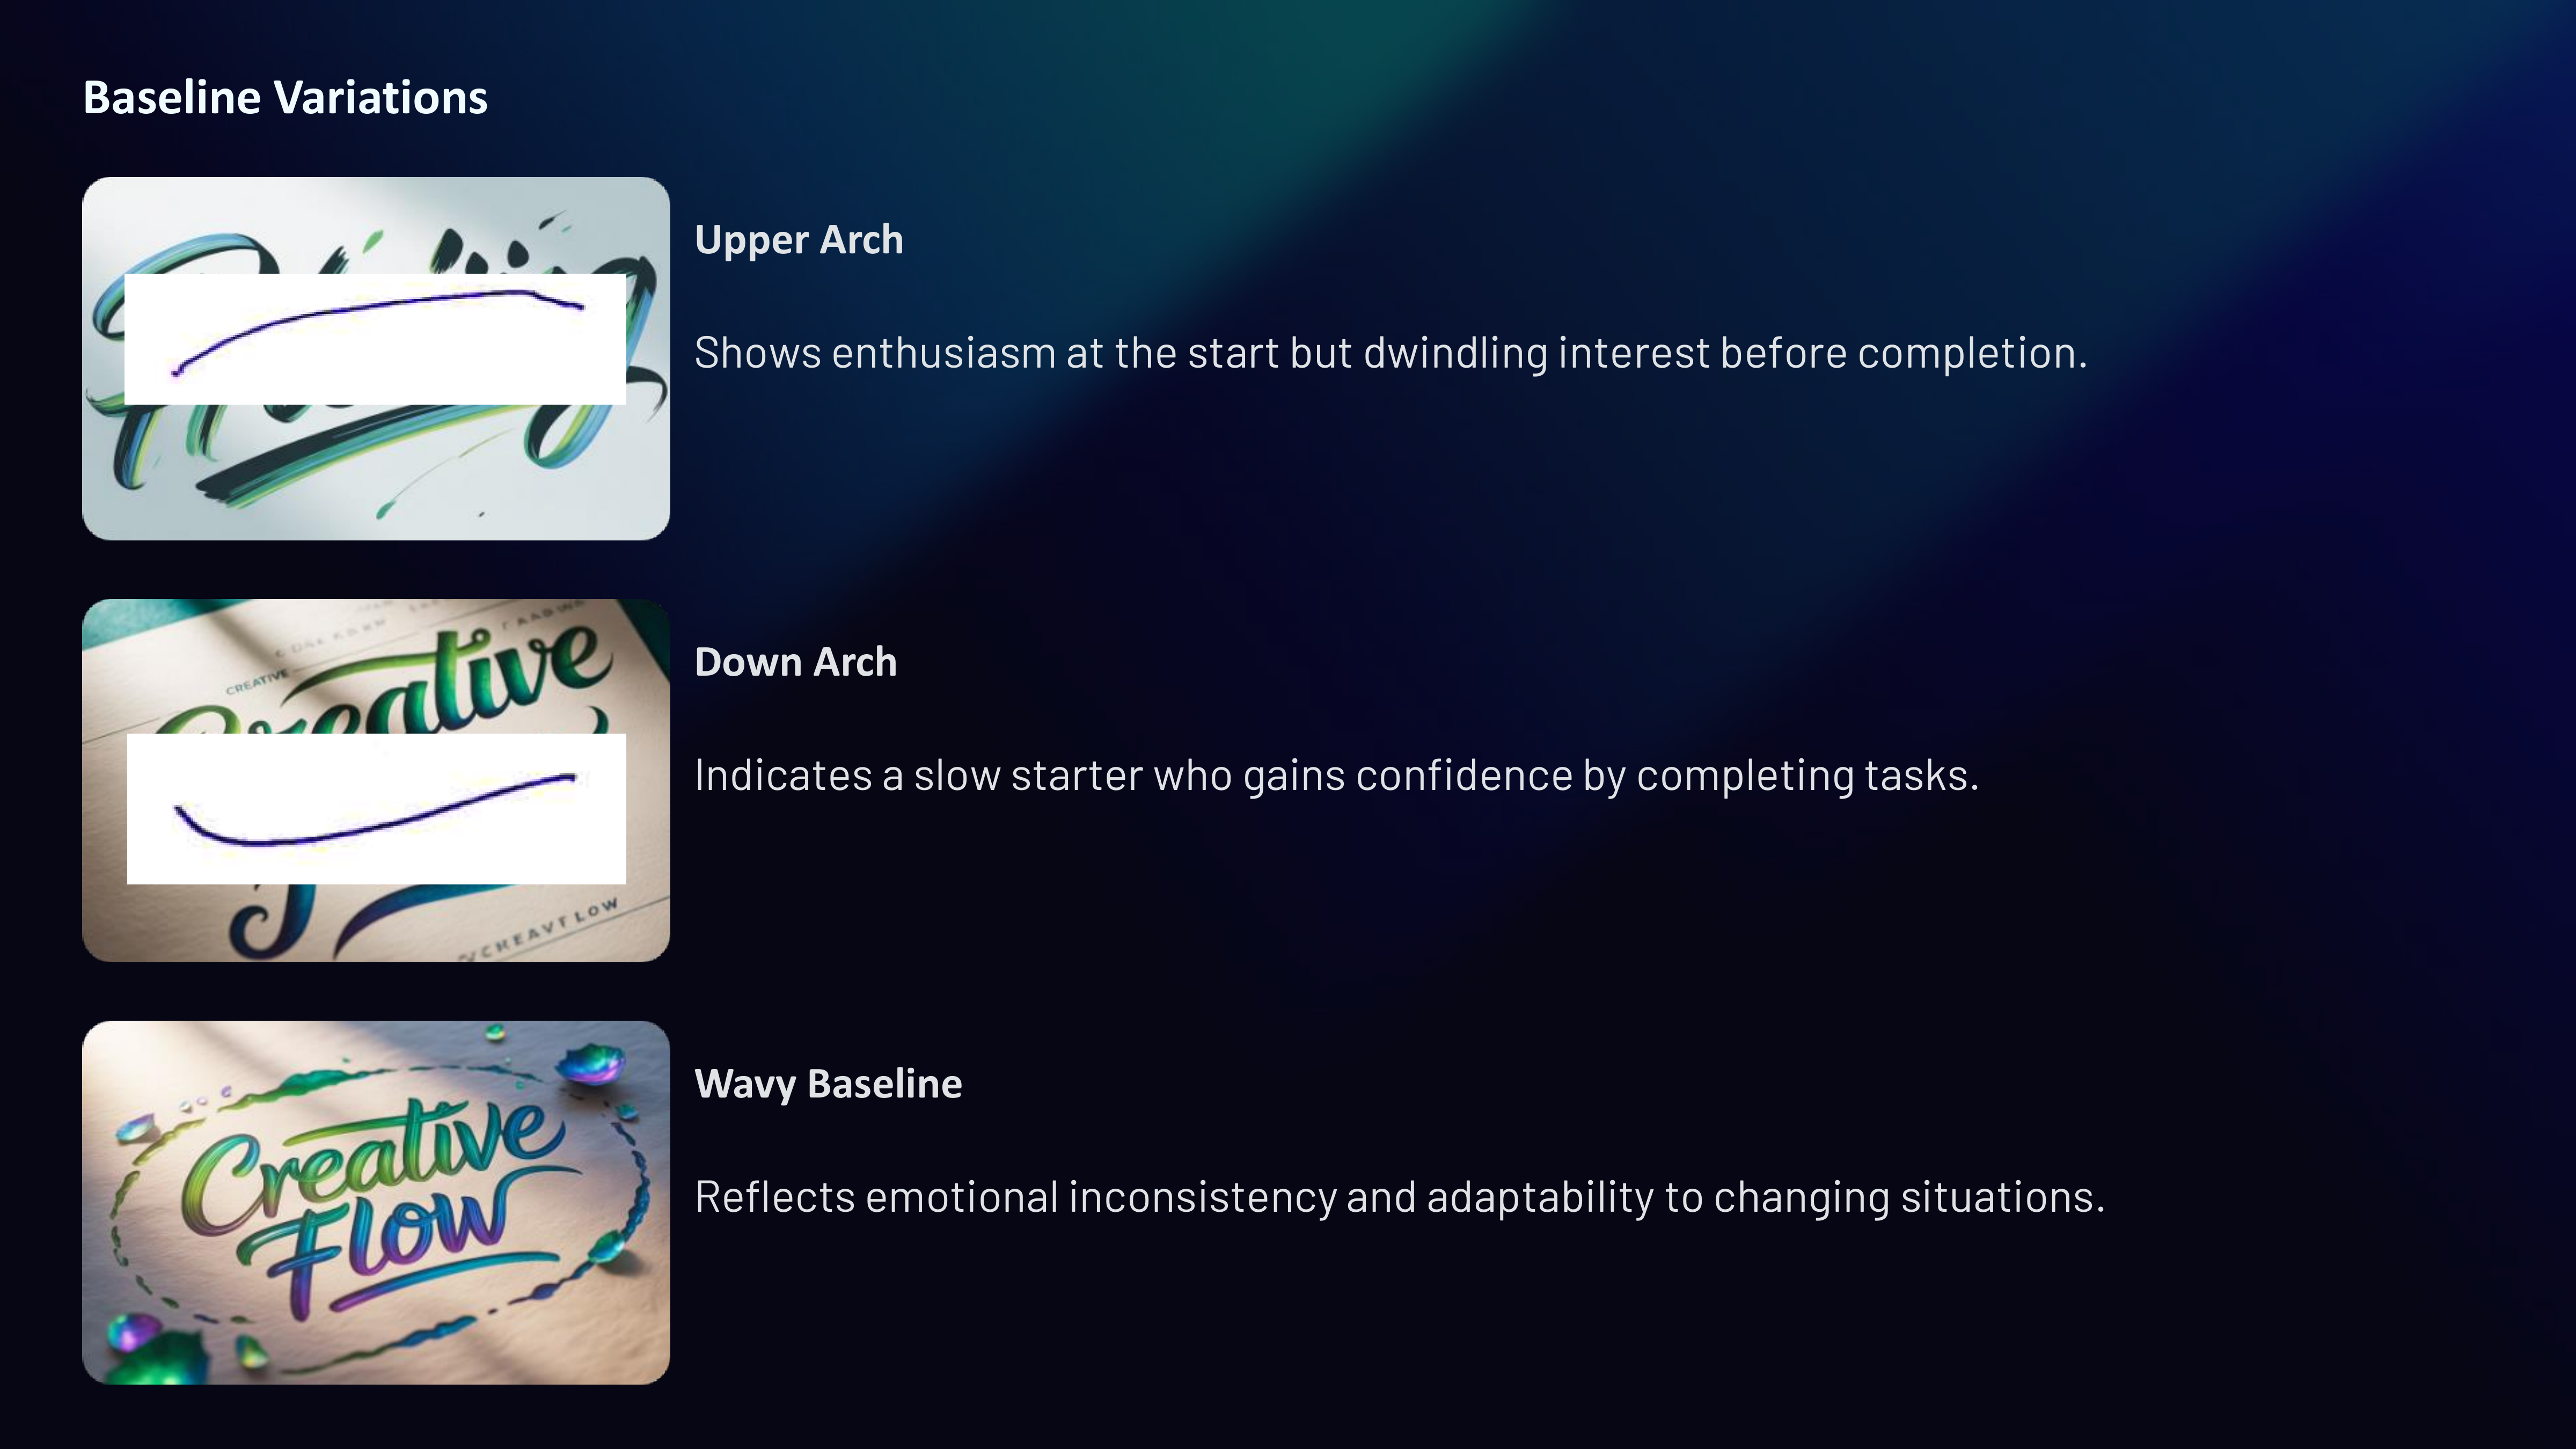 Baseline Variations
Upper Arch
Shows enthusiasm at the start but dwindling interest before completion.
Creative
CREATIVE
Down Arch
Indicates a slow starter who gains confidence by completing tasks.
Creative
Flow
Wavy Baseline
Reflects emotional inconsistency and adaptability to changing situations.